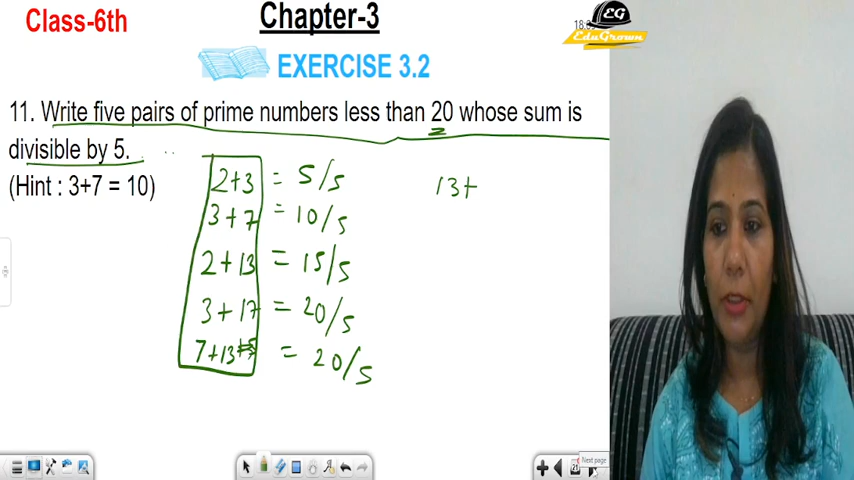 Class-6th
Chapter-3
EG
EduGrown
EXERCISE 3.2
11. Write five pairs of prime numbers less than 20 whose sum is
divisible by 5.
(Hint : 3+7 = 10)
2+3 = 5/5
3+7 = 10/5
2+13 = 15/5
3+17 = 20/5
7+13 = 20/5
13+
Next page